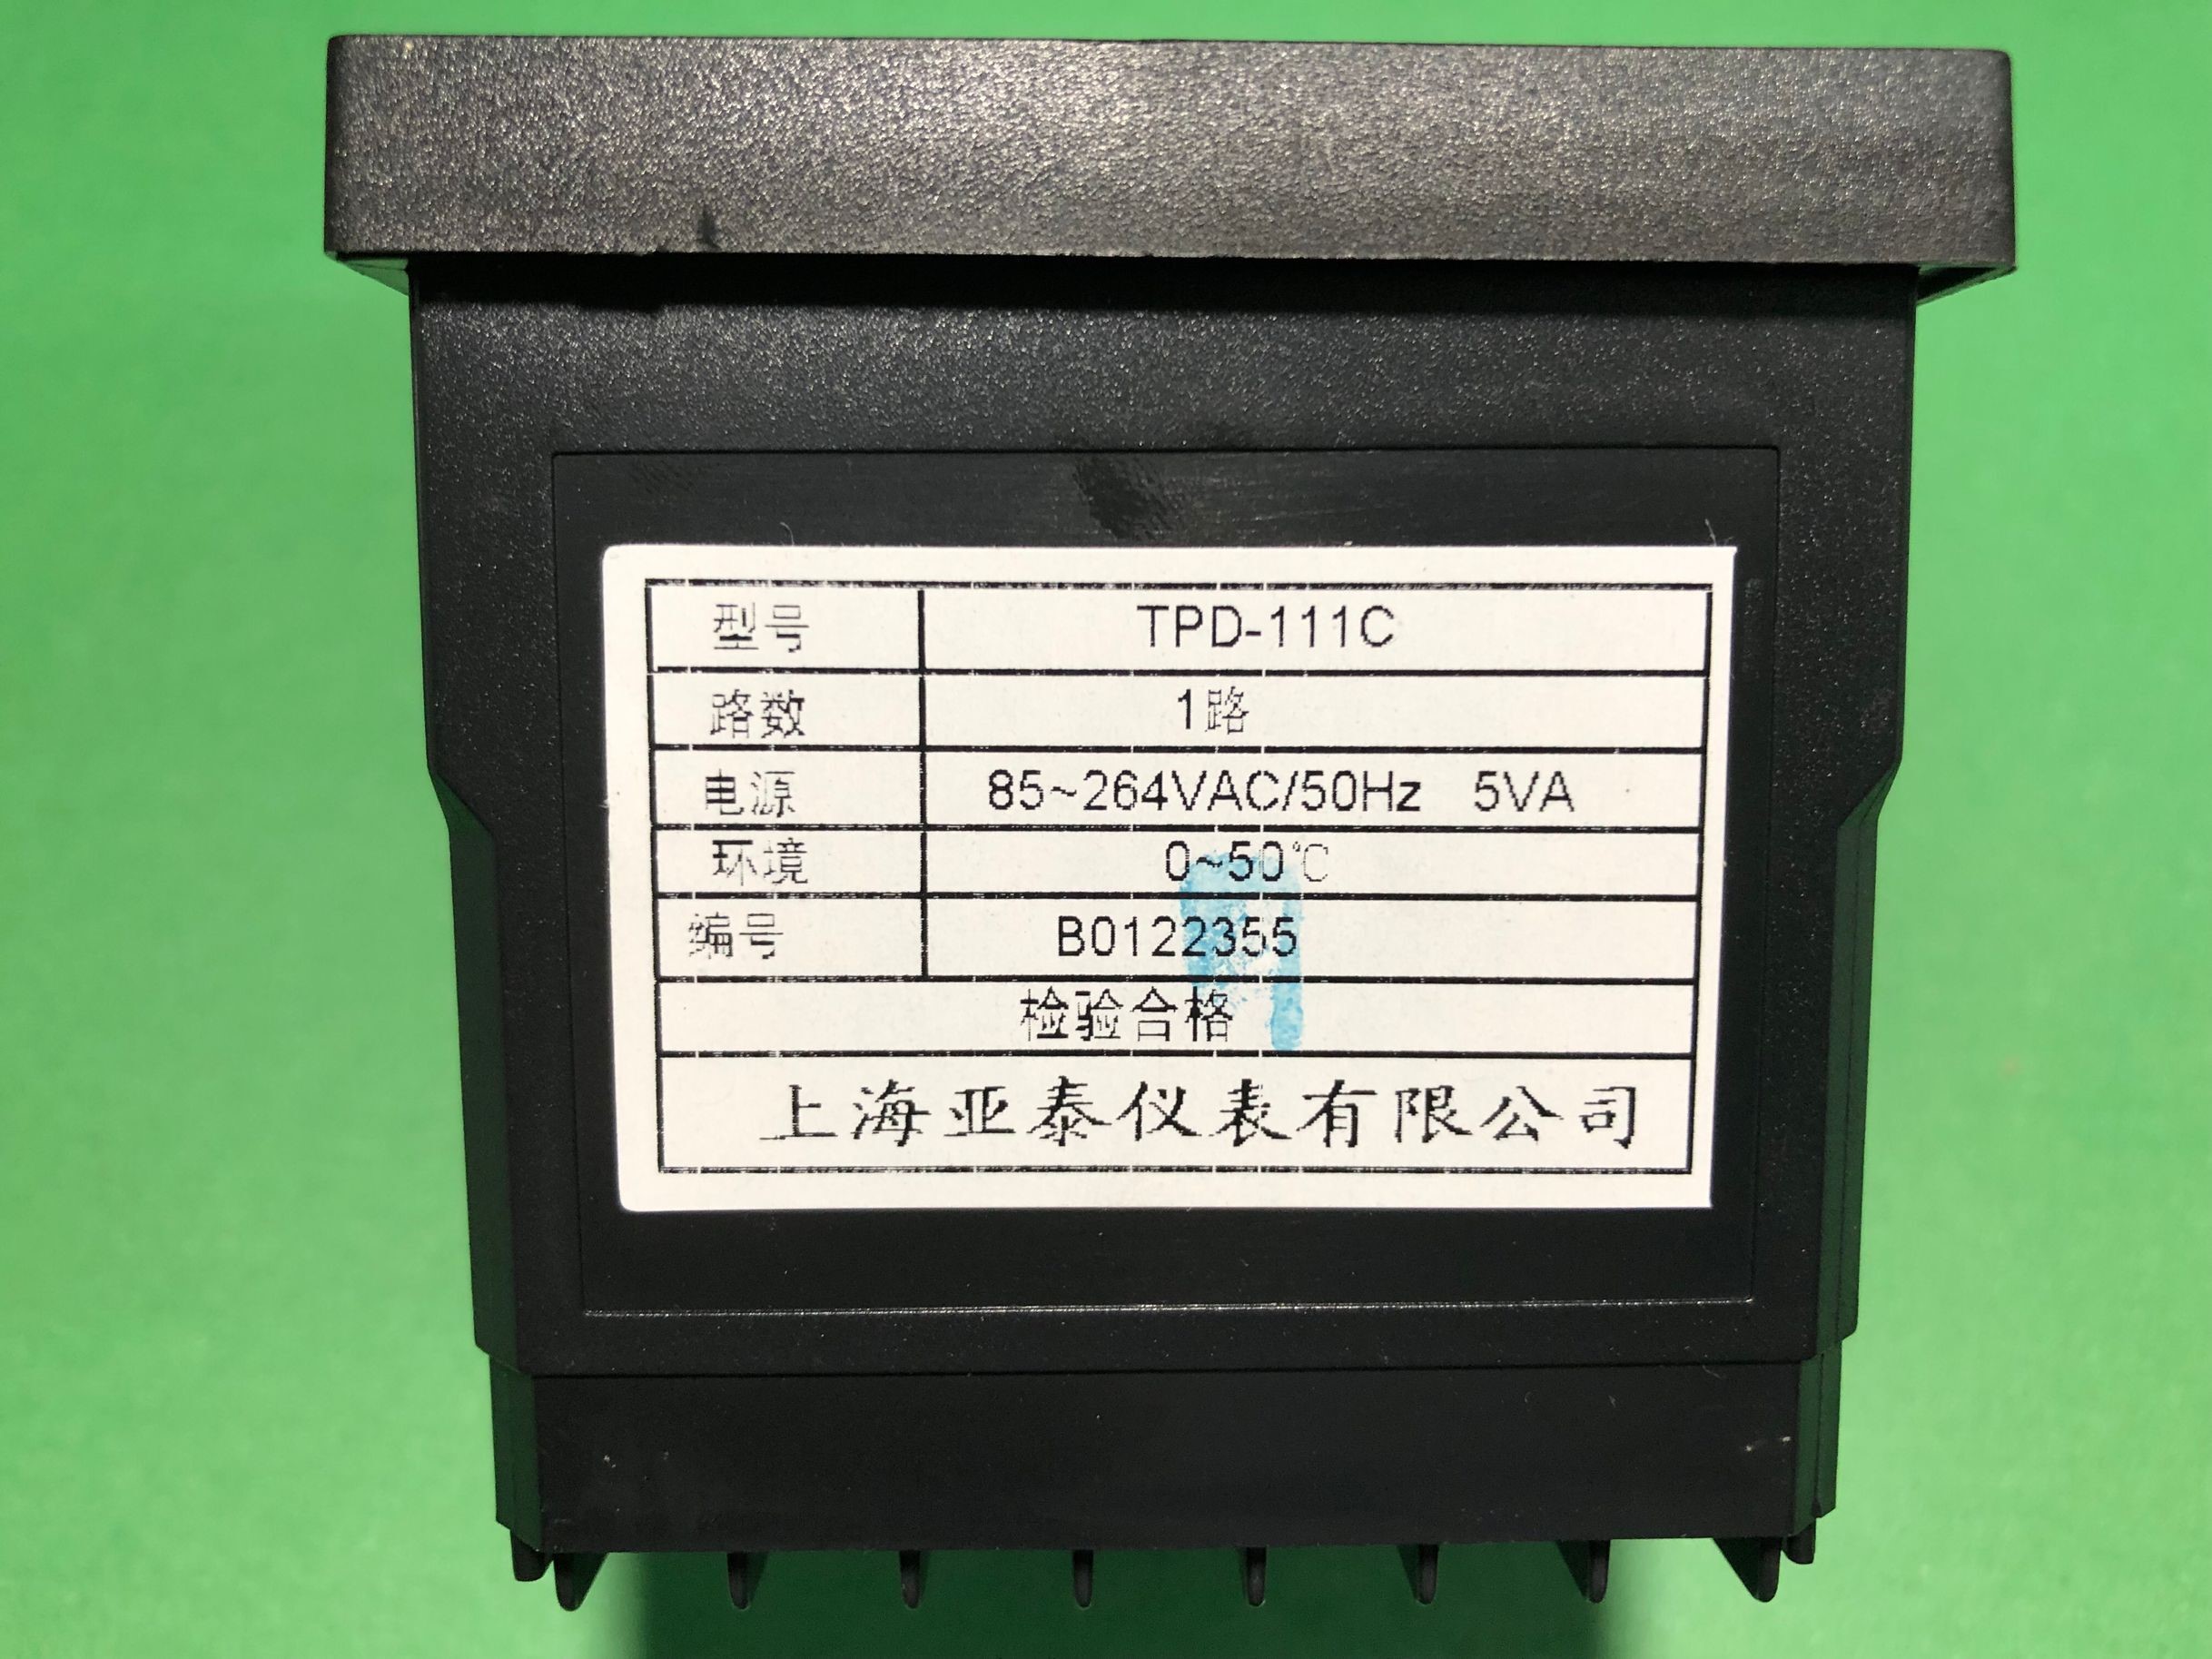 型号 TPD-111C
路数 1路
电源 85~264VAC/50Hz 5VA
环境 0~50℃
编号 B0122355
检验合格
上海亚泰仪表有限公司